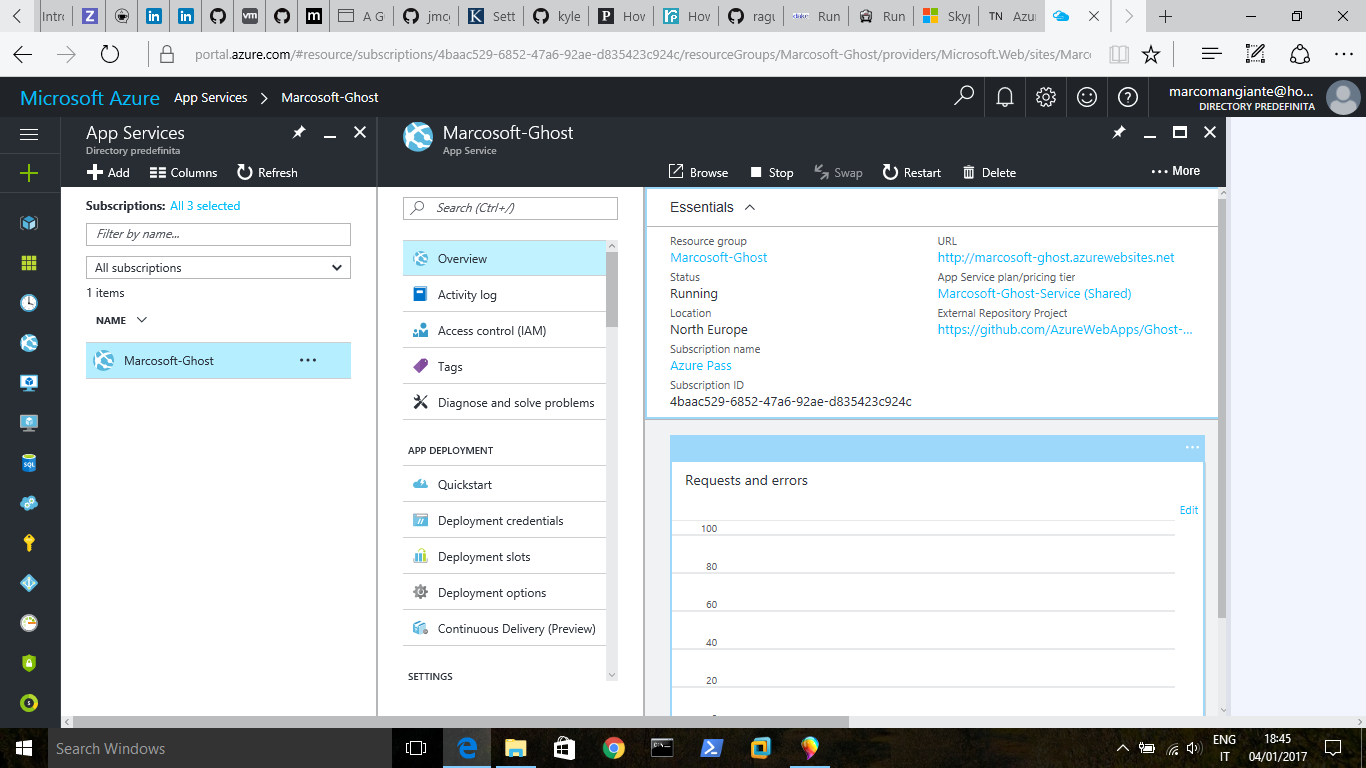 Intro
A G
jmco
Sett
kyle
Hov
Hov
ragu
Run
Run
Skyp
Azur
portal.azure.com/#resource/subscriptions/4baac529-6852-47a6-92ae-d835423c924c/resourceGroups/Marcosoft-Ghost/providers/Microsoft.Web/sites/Marco
Microsoft Azure App Services > Marcosoft-Ghost
marcomangiante@ho...
DIRECTORY PREDEFINITA
App Services
Directory predefinita
Add Columns Refresh
Subscriptions: All 3 selected
Filter by name...
All subscriptions
1 items
NAME
Marcosoft-Ghost ...
Marcosoft-Ghost
App Service
Search (Ctrl+/)
Overview
Activity log
Access control (IAM)
Tags
Diagnose and solve problems
APP DEPLOYMENT
Quickstart
Deployment credentials
Deployment slots
Deployment options
Continuous Delivery (Preview)
SETTINGS
Browse Stop Swap Restart Delete ... More
Essentials
Resource group
Marcosoft-Ghost
Status
Running
Location
North Europe
Subscription name
Azure Pass
Subscription ID
4baac529-6852-47a6-92ae-d835423c924c
URL
http://marcosoft-ghost.azurewebsites.net
App Service plan/pricing tier
Marcosoft-Ghost-Service (Shared)
External Repository Project
https://github.com/AzureWebApps/Ghost-...
Requests and errors
Edit
100
80
60
40
20
Search Windows
ENG
IT
18:45
04/01/2017